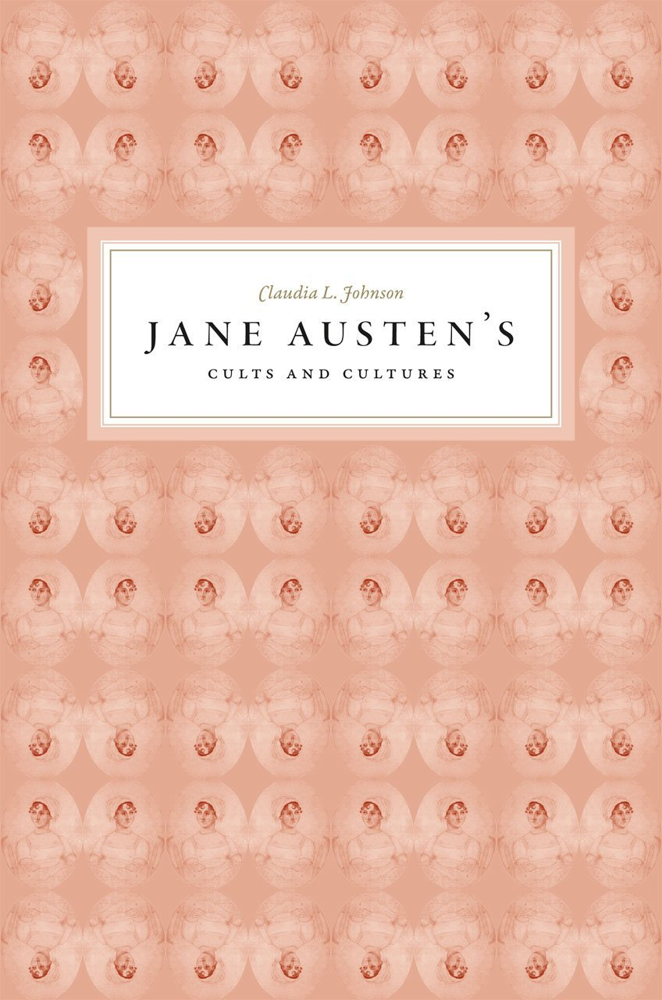 Claudia L. Johnson
JANE AUSTEN'S
CULTS AND CULTURES